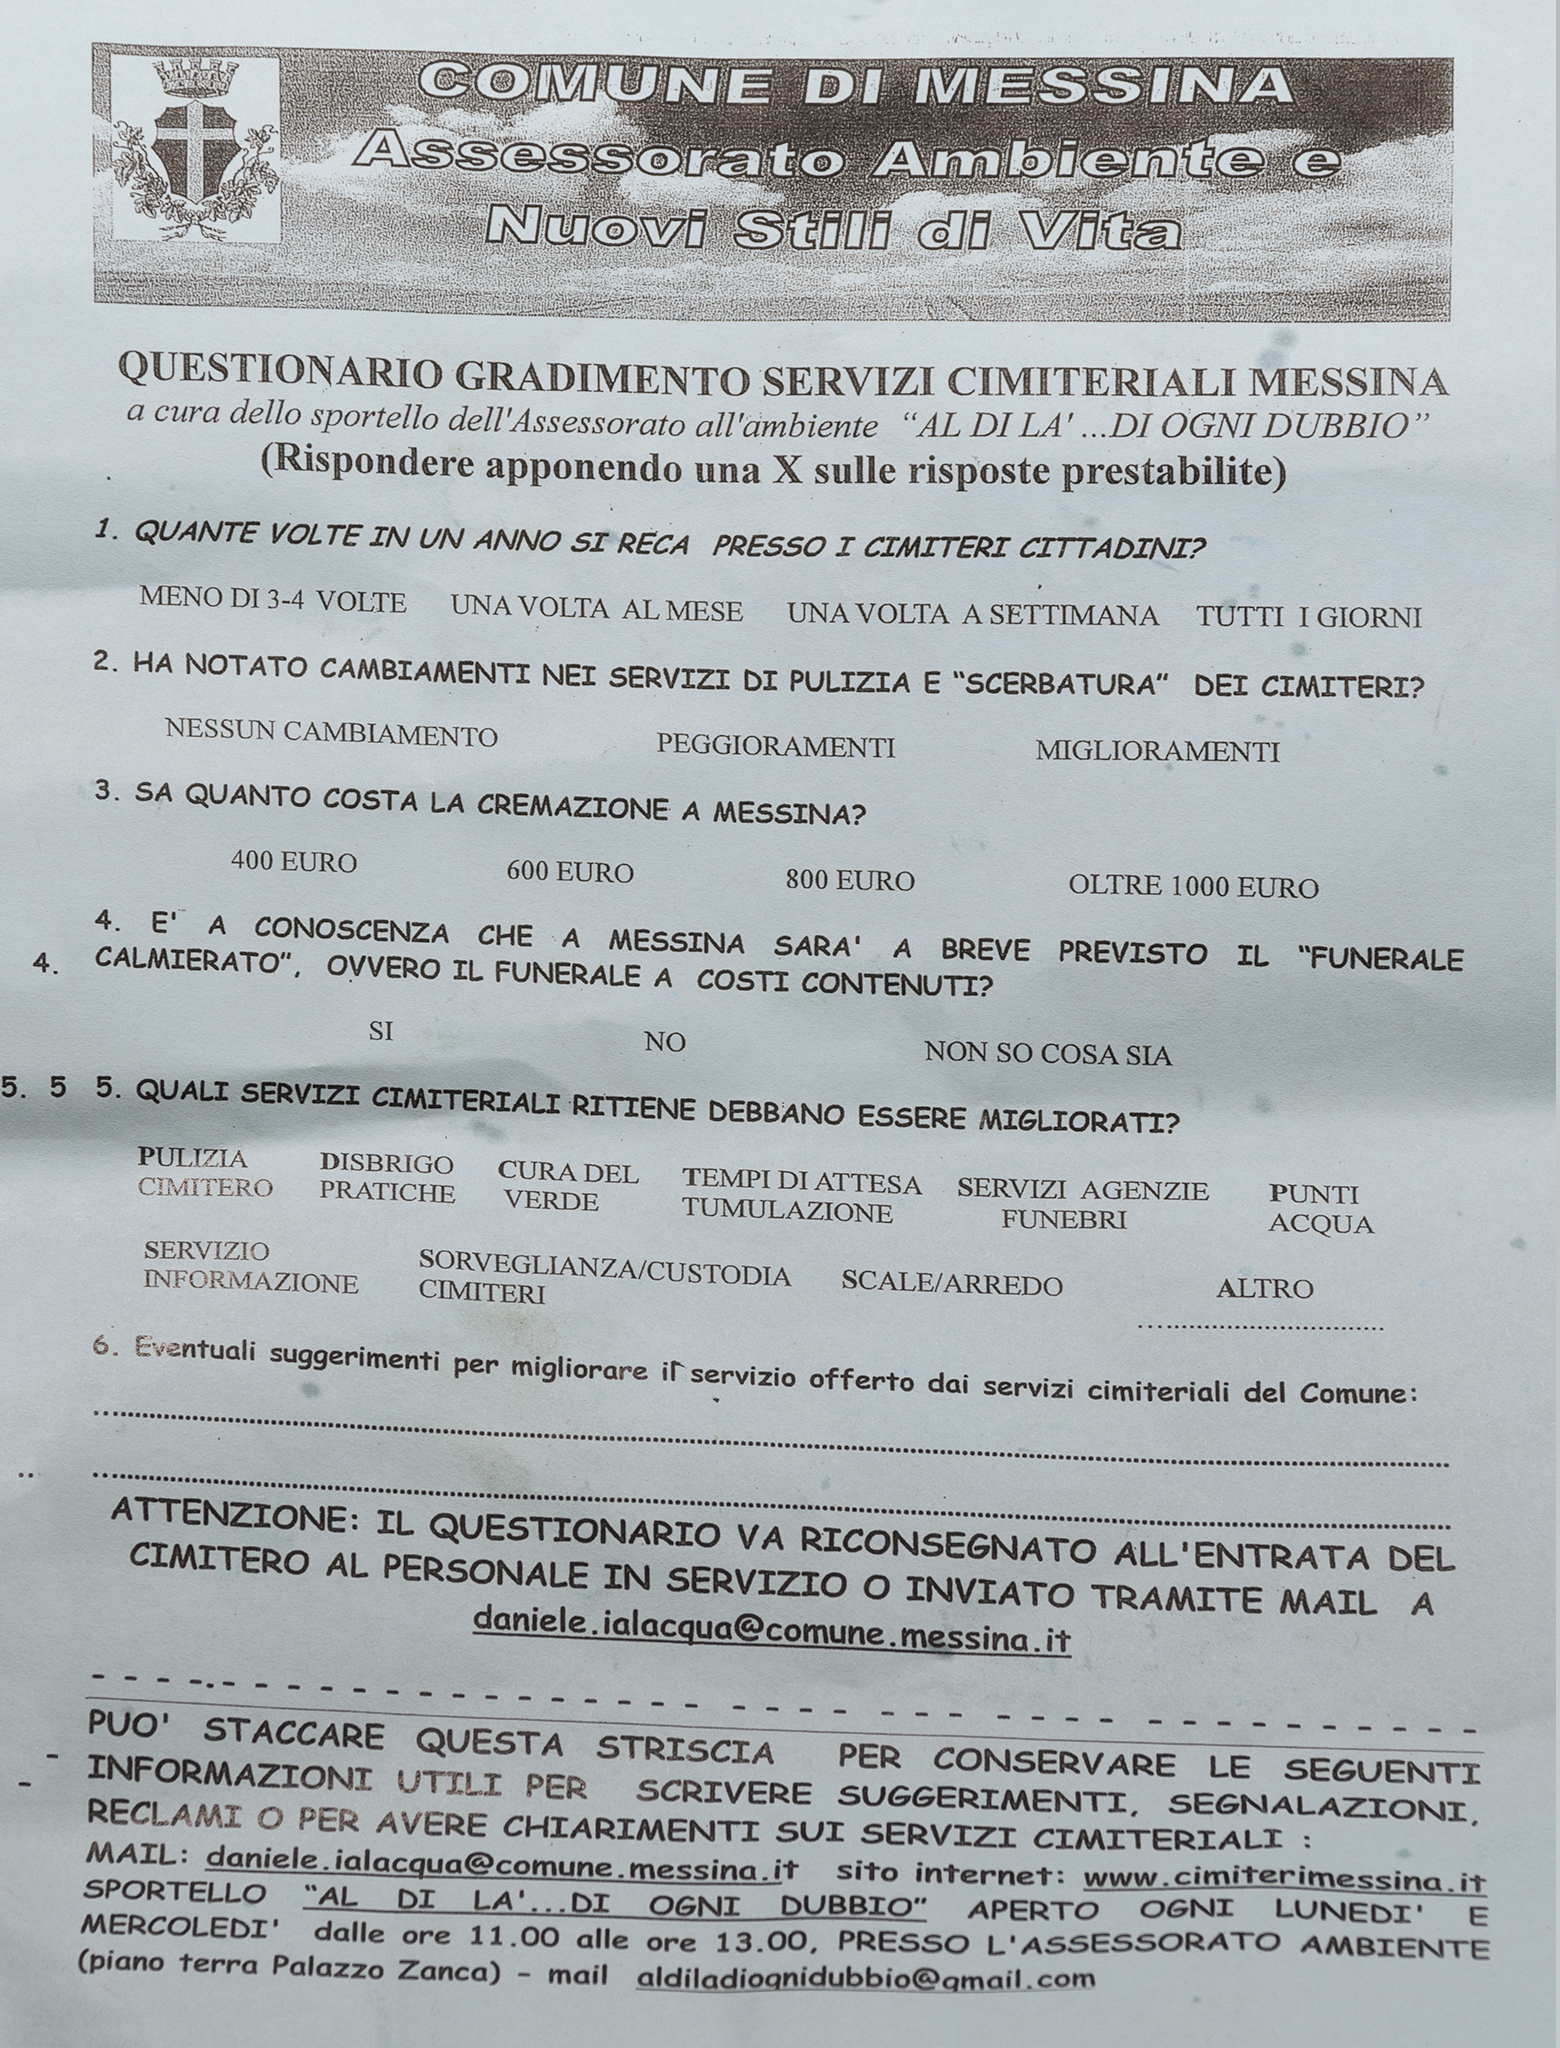 COMUNE DI MESSINA
Assessorato Ambiente e
Nuovi Stili di Vita
QUESTIONARIO GRADIMENTO SERVIZI CIMITERIALI MESSINA
a cura dello sportello dell'Assessorato all'ambiente "AL DI LA' ...DI OGNI DUBBIO"
(Rispondere apponendo una X sulle risposte prestabilite)
1. QUANTE VOLTE IN UN ANNO SI RECA PRESSO I CIMITERI CITTADINI?
MENO DI 3-4 VOLTE UNA VOLTA AL MESE UNA VOLTA A SETTIMANA TUTTI I GIORNI
2. HA NOTATO CAMBIAMENTI NEI SERVIZI DI PULIZIA E "SCERBATURA" DEI CIMITERI?
NESSUN CAMBIAMENTO PEGGIORAMENTI MIGLIORAMENTI
3. SA QUANTO COSTA LA CREMAZIONE A MESSINA?
400 EURO 600 EURO 800 EURO OLTRE 1000 EURO
4. E' A CONOSCENZA CHE A MESSINA SARA' A BREVE PREVISTO IL "FUNERALE
4. CALMIERATO", OVVERO IL FUNERALE A COSTI CONTENUTI?
SI NO NON SO COSA SIA
5. 5 5. QUALI SERVIZI CIMITERIALI RITIENE DEBBANO ESSERE MIGLIORATI?
PULIZIA DISBRIGO CURA DEL TEMPI DI ATTESA SERVIZI AGENZIE PUNTI
CIMITERO PRATICHE VERDE TUMULAZIONE FUNEBRI ACQUA
SERVIZIO SORVEGLIANZA/CUSTODIA SCALE/ARREDO ALTRO
INFORMAZIONE CIMITERI ..............................
6. Eventuali suggerimenti per migliorare il servizio offerto dai servizi cimiteriali del Comune:
................................................................................
.. ................................................................................
ATTENZIONE: IL QUESTIONARIO VA RICONSEGNATO ALL'ENTRATA DEL
CIMITERO AL PERSONALE IN SERVIZIO O INVIATO TRAMITE MAIL A
daniele.ialacqua@comune.messina.it
- - - -.- - - - - - - - - - - - - - - - - - - - - - - - - - - - - - - - - - - - -
PUO' STACCARE QUESTA STRISCIA PER CONSERVARE LE SEGUENTI
- INFORMAZIONI UTILI PER SCRIVERE SUGGERIMENTI, SEGNALAZIONI,
- RECLAMI O PER AVERE CHIARIMENTI SUI SERVIZI CIMITERIALI :
MAIL: daniele.ialacqua@comune.messina.it sito internet: www.cimiterimessina.it
SPORTELLO "AL DI LA'...DI OGNI DUBBIO" APERTO OGNI LUNEDI' E
MERCOLEDI' dalle ore 11.00 alle ore 13.00, PRESSO L'ASSESSORATO AMBIENTE
(piano terra Palazzo Zanca) - mail aldiladiognidubbio@gmail.com